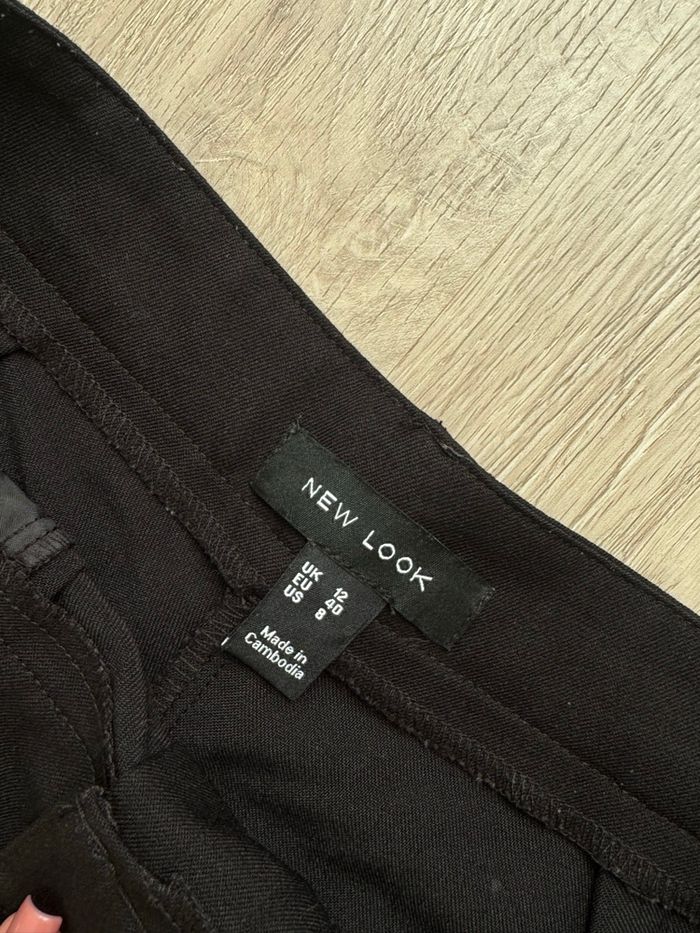 NEW LOOK
UK 12
EU 40
US 8
Made in
Cambodia